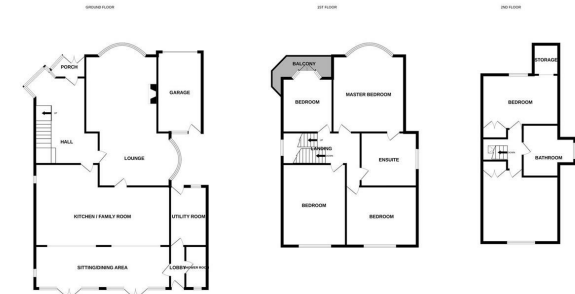 GROUND FLOOR
1ST FLOOR
2ND FLOOR
PORCH
GARAGE
HALL
LOUNGE
KITCHEN / FAMILY ROOM
UTILITY ROOM
SITTING/DINING AREA
LOBBY
BALCONY
BEDROOM
MASTER BEDROOM
LANDING
ENSUITE
BEDROOM
BEDROOM
STORAGE
BEDROOM
BATHROOM